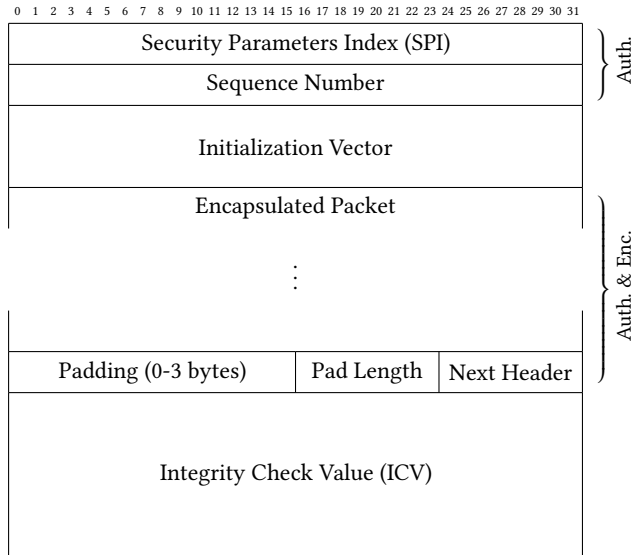 0 1 2 3 4 5 6 7 8 9 10 11 12 13 14 15 16 17 18 19 20 21 22 23 24 25 26 27 28 29 30 31
Security Parameters Index (SPI)
Sequence Number
Auth.
Initialization Vector
Encapsulated Packet
⋮
Auth. & Enc.
Padding (0-3 bytes) Pad Length Next Header
Integrity Check Value (ICV)